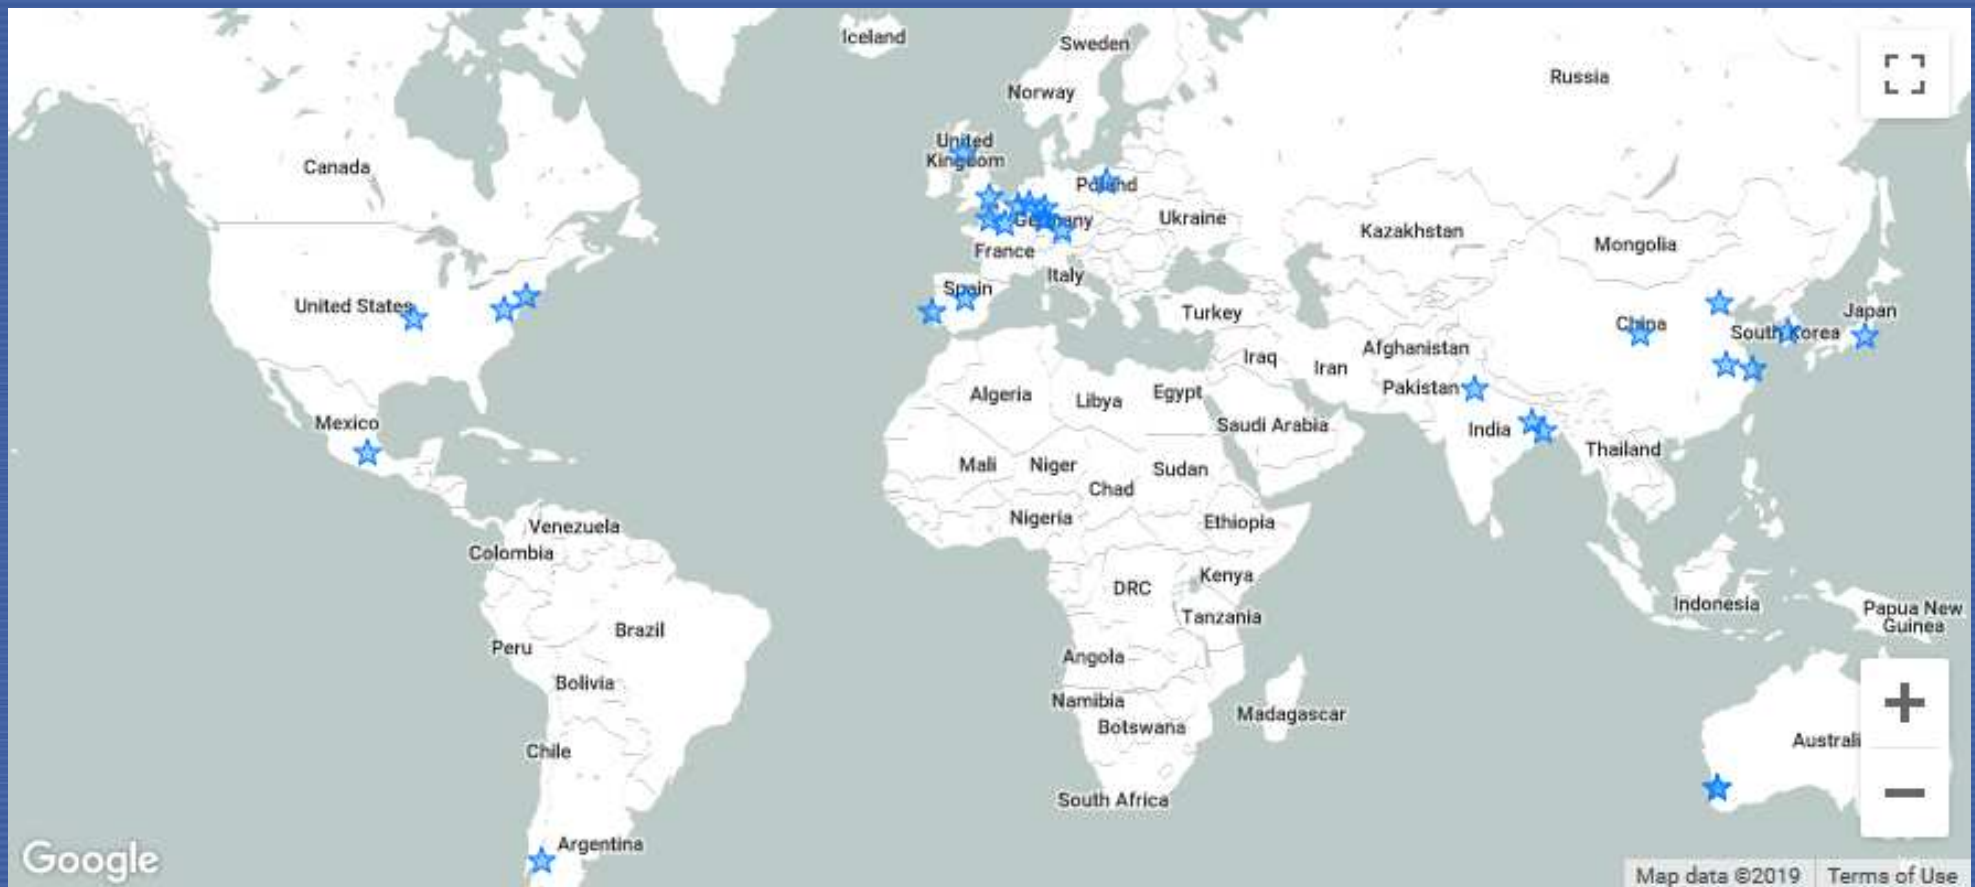 Iceland
Sweden
Russia
Norway
United
Kingdom
Canada
Poland
Germany
Ukraine
Kazakhstan
Mongolia
France
Italy
Spain
United States
Turkey
Japan
China
South Korea
Afghanistan
Iraq
Iran
Pakistan
Algeria
Libya
Egypt
Saudi Arabia
Mexico
India
Thailand
Mali
Niger
Sudan
Chad
Nigeria
Ethiopia
Venezuela
Colombia
Kenya
DRC
Indonesia
Papua New
Guinea
Tanzania
Brazil
Peru
Angola
Bolivia
Namibia
Madagascar
Botswana
Australi
Chile
South Africa
Argentina
Google
Map data ©2019
Terms of Use